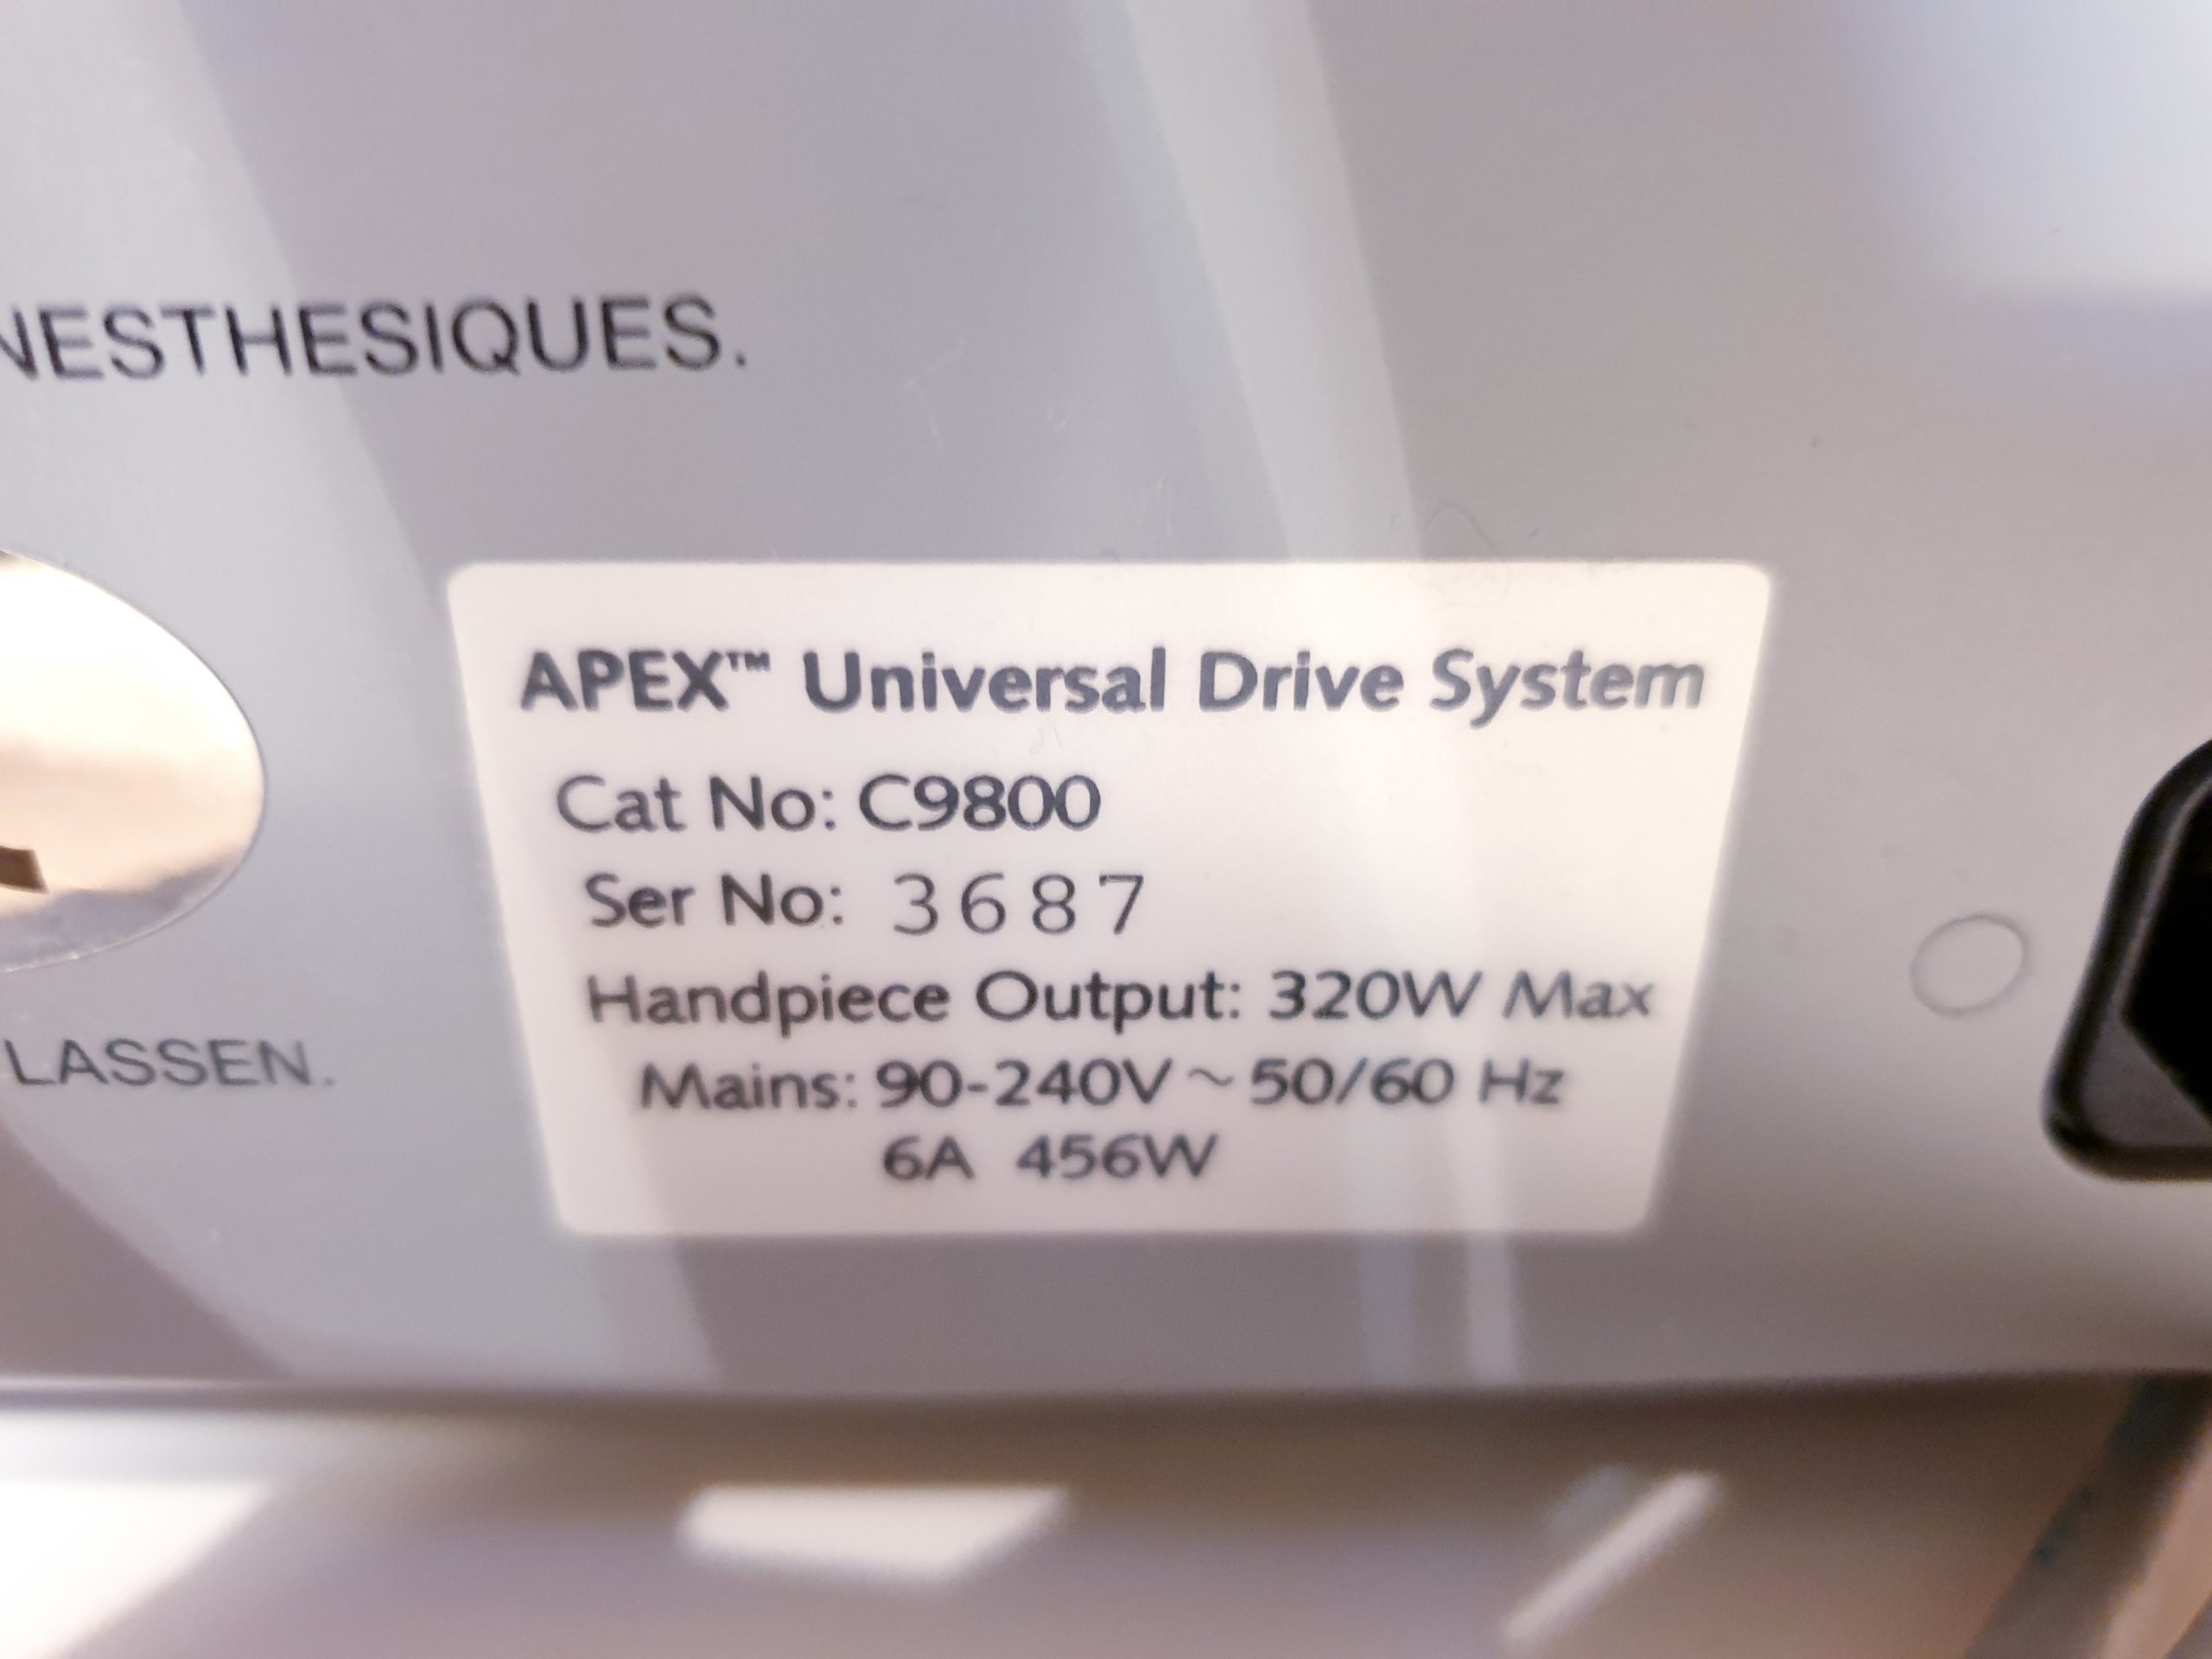 NESTHESIQUES.
APEX™ Universal Drive System
Cat No: C9800
Ser No: 3687
Handpiece Output: 320W Max
LASSEN.
Mains: 90-240V ~ 50/60 Hz
6A 456W